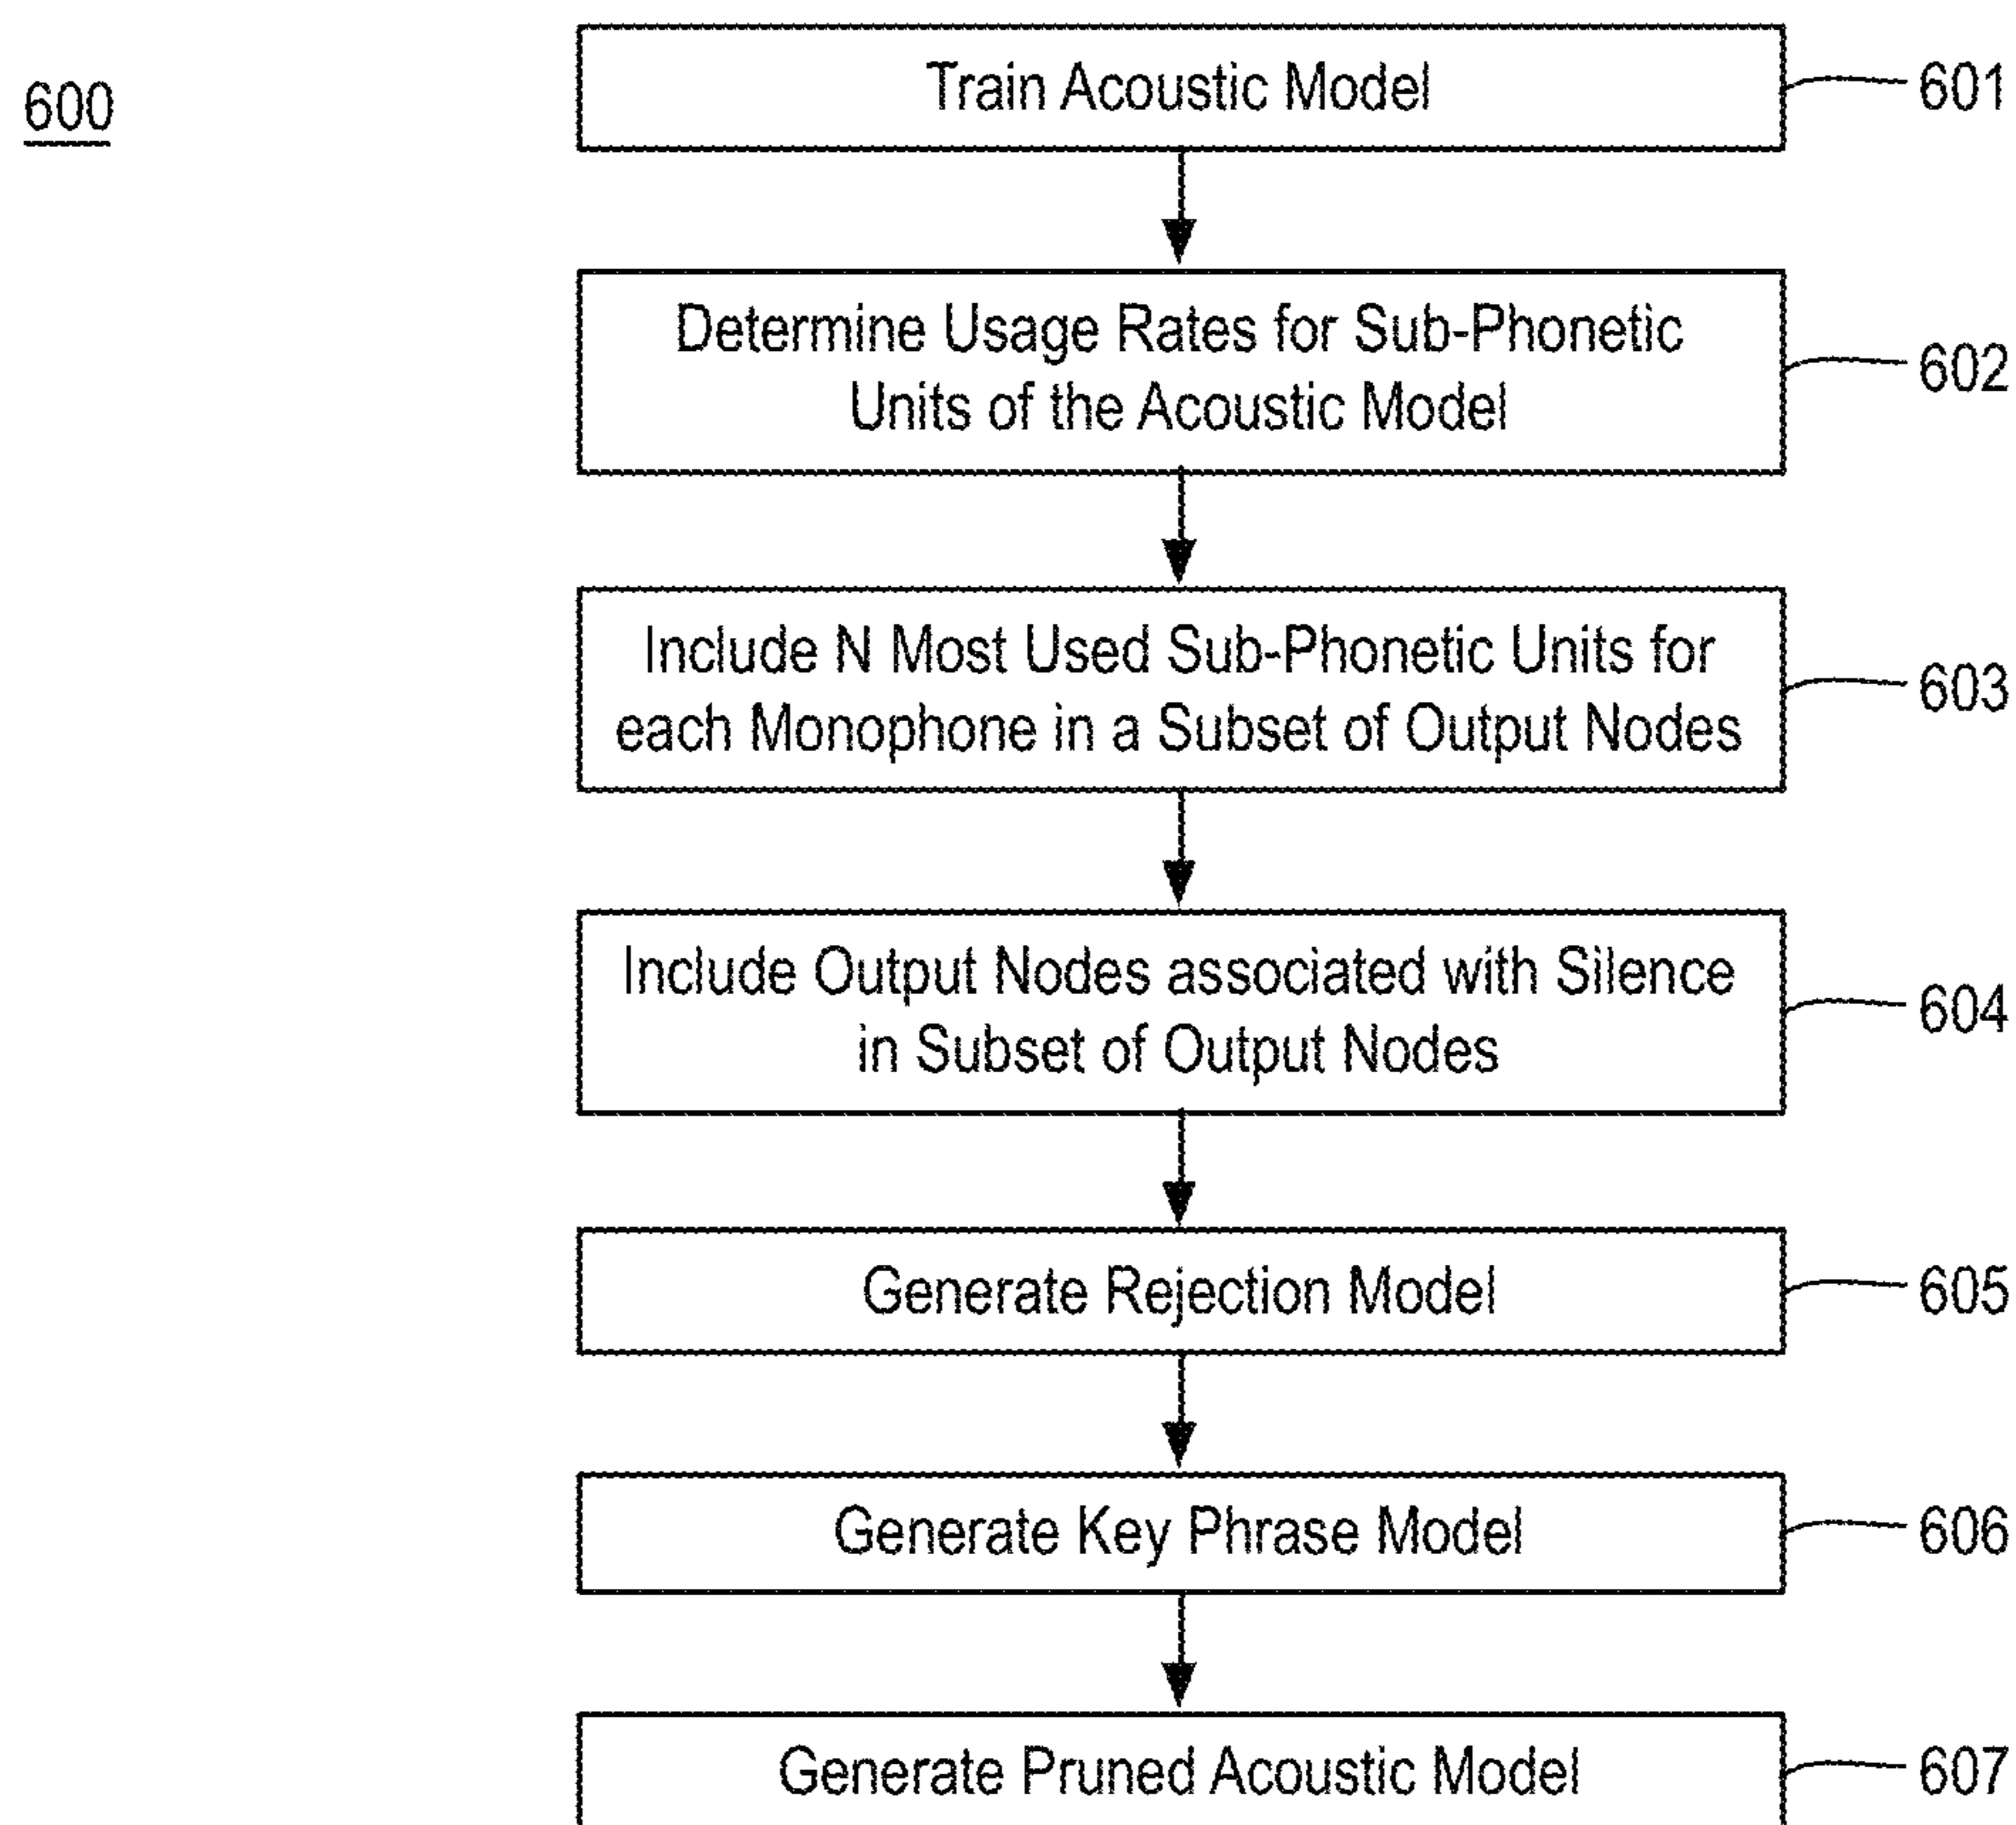 600
Train Acoustic Model
601
Determine Usage Rates for Sub-Phonetic
Units of the Acoustic Model
602
Include N Most Used Sub-Phonetic Units for
each Monophone in a Subset of Output Nodes
603
Include Output Nodes associated with Silence
in Subset of Output Nodes
604
Generate Rejection Model
605
Generate Key Phrase Model
606
Generate Pruned Acoustic Model
607